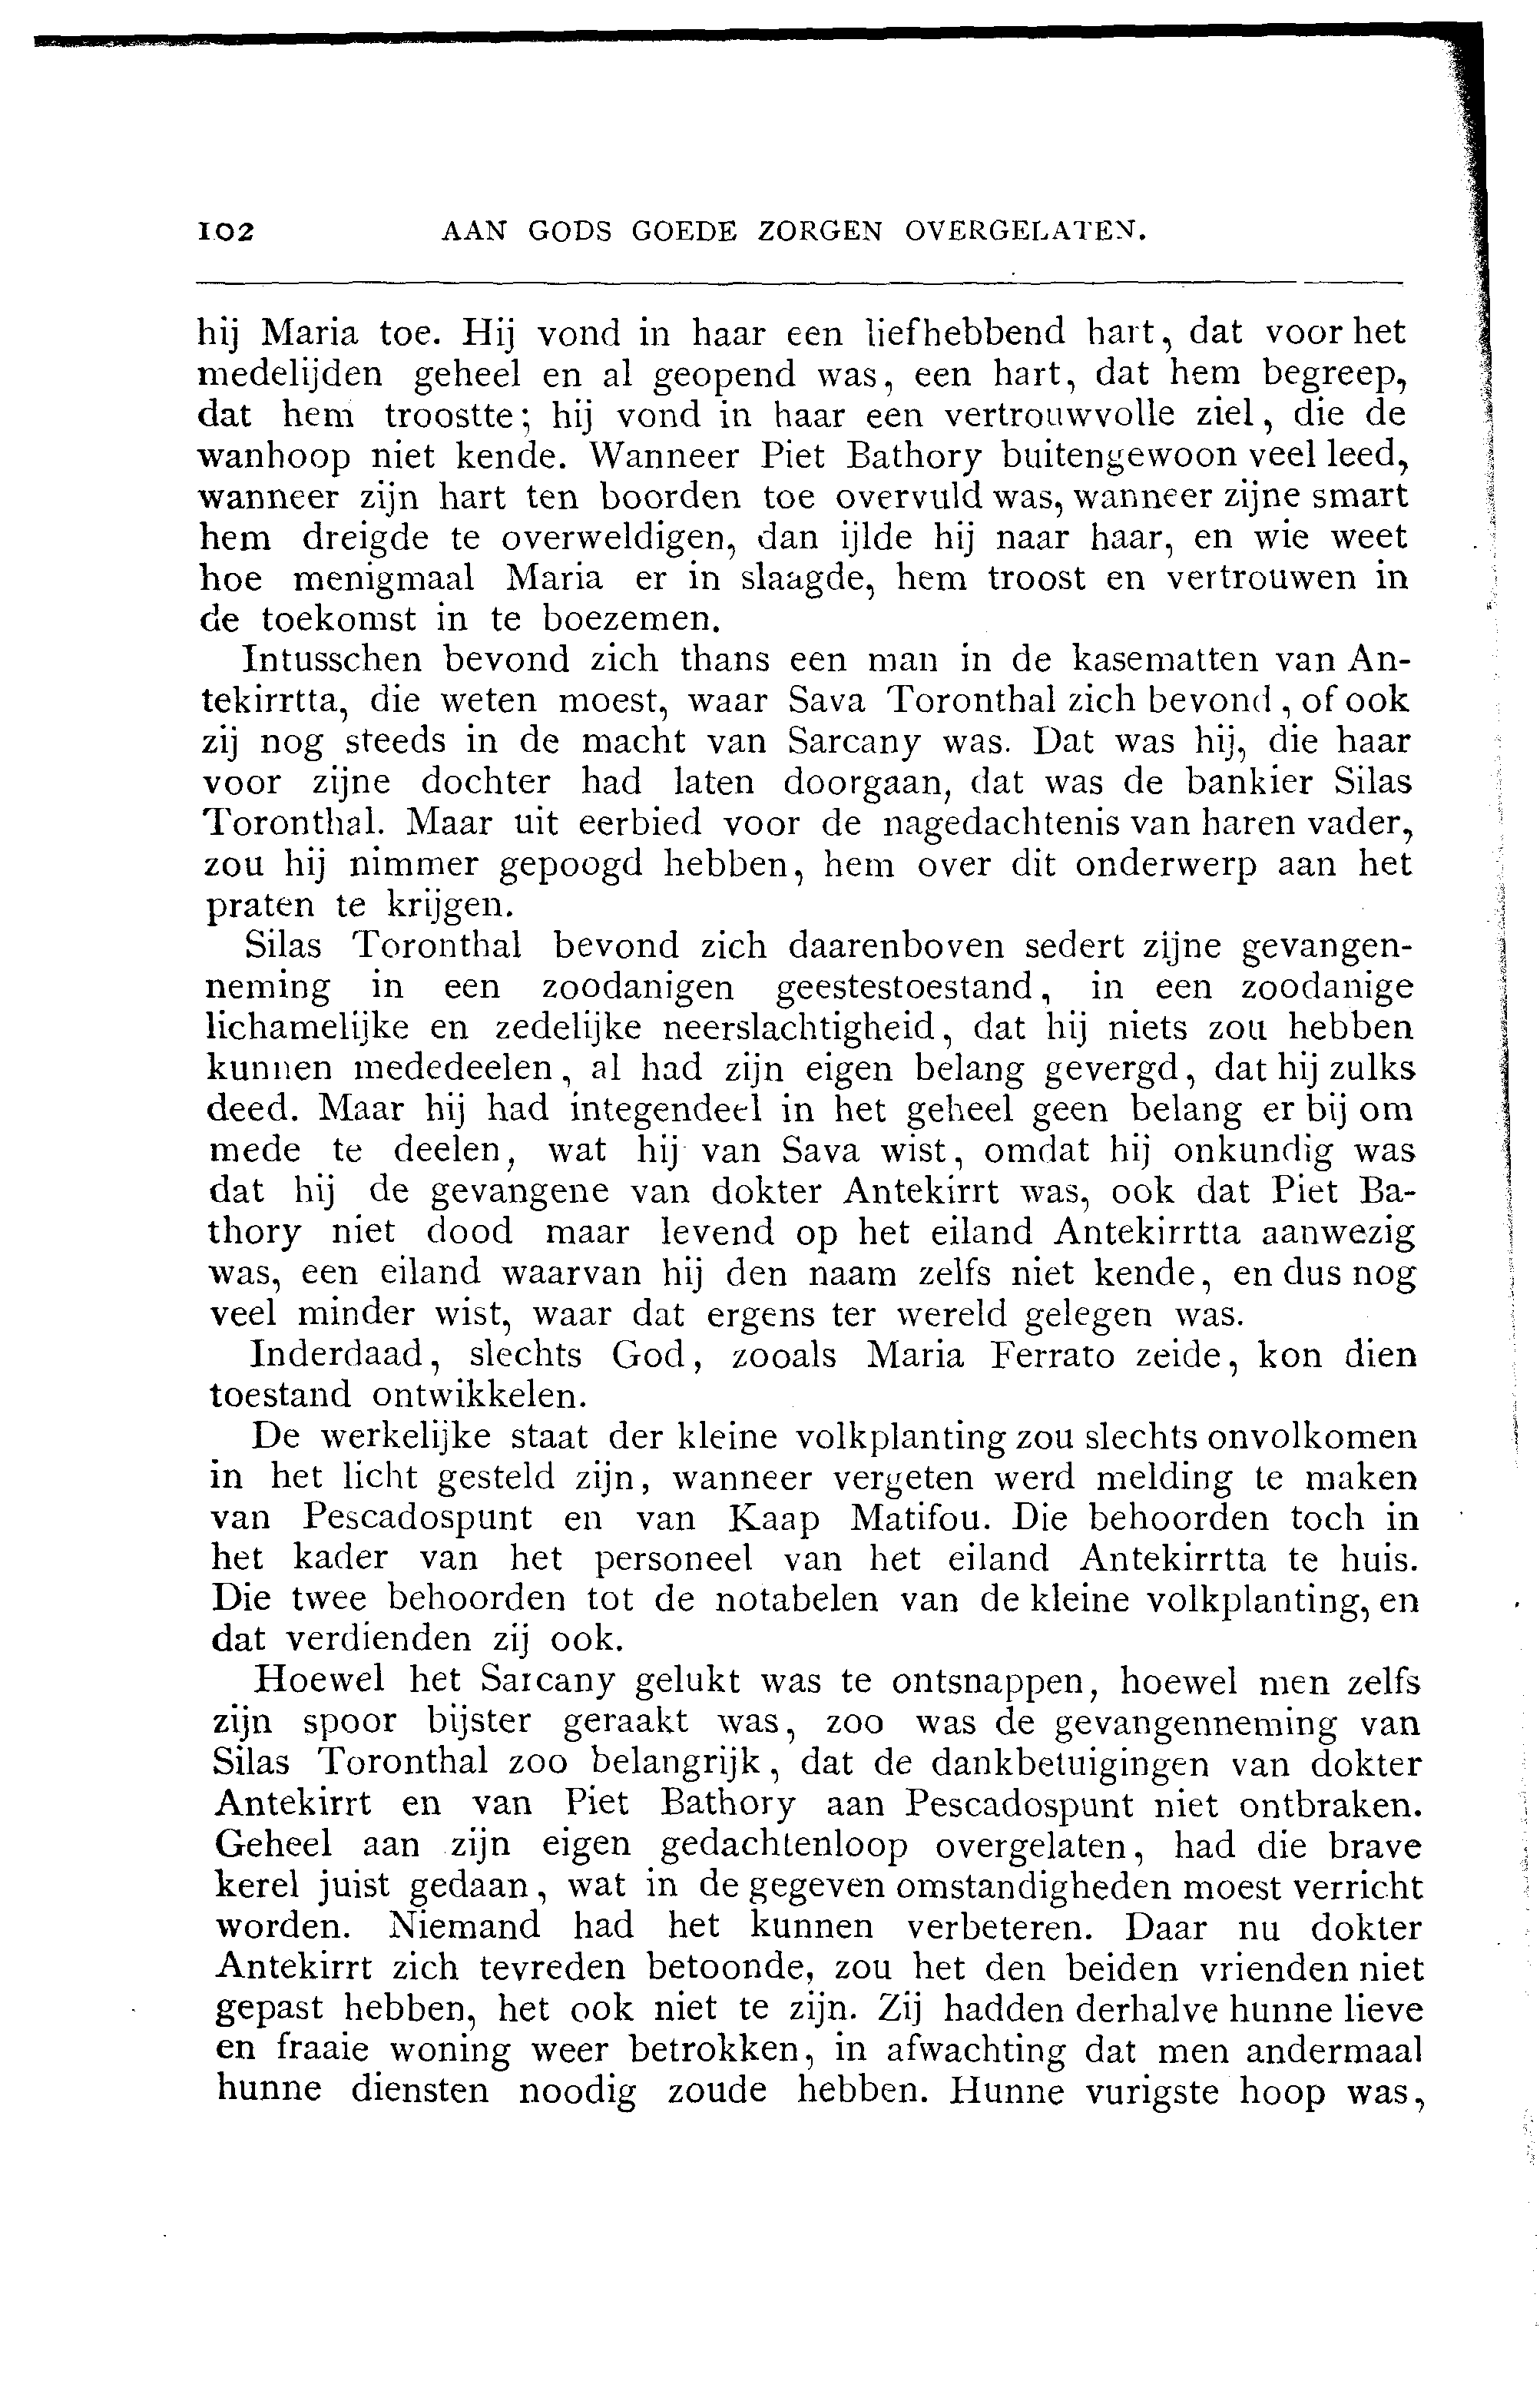 102 AAN GODS GOEDE ZORGEN OVERGELATEN.
hij Maria toe. Hij vond in haar een liefhebbend hart, dat voor het
medelijden geheel en al geopend was, een hart, dat hem begreep,
dat hem troostte; hij vond in haar een vertrouwvolle ziel, die de
wanhoop niet kende. Wanneer Piet Bathory buitengewoon veel leed,
wanneer zijn hart ten boorden toe overvuld was, wanneer zijne smart
hem dreigde te overweldigen, dan ijlde hij naar haar, en wie weet
hoe menigmaal Maria er in slaagde, hem troost en vertrouwen in
de toekomst in te boezemen.
Intusschen bevond zich thans een man in de kasematten van An-
tekirrtta, die weten moest, waar Sava Toronthal zich bevond, of ook
zij nog steeds in de macht van Sarcany was. Dat was hij, die haar
voor zijne dochter had laten doorgaan, dat was de bankier Silas
Toronthal. Maar uit eerbied voor de nagedachtenis van haren vader,
zou hij nimmer gepoogd hebben, hem over dit onderwerp aan het
praten te krijgen.
Silas Toronthal bevond zich daarenboven sedert zijne gevangen-
neming in een zoodanigen geestestoestand, in een zoodanige
lichamelijke en zedelijke neerslachtigheid, dat hij niets zou hebben
kunnen mededeelen, al had zijn eigen belang gevergd, dat hij zulks
deed. Maar hij had integendeel in het geheel geen belang er bij om
mede te deelen, wat hij van Sava wist, omdat hij onkundig was
dat hij de gevangene van dokter Antekirrt was, ook dat Piet Ba-
thory niet dood maar levend op het eiland Antekirrtta aanwezig
was, een eiland waarvan hij den naam zelfs niet kende, en dus nog
veel minder wist, waar dat ergens ter wereld gelegen was.
Inderdaad, slechts God, zooals Maria Ferrato zeide, kon dien
toestand ontwikkelen.
De werkelijke staat der kleine volkplanting zou slechts onvolkomen
in het licht gesteld zijn, wanneer vergeten werd melding te maken
van Pescadospunt en van Kaap Matifou. Die behoorden toch in
het kader van het personeel van het eiland Antekirrtta te huis.
Die twee behoorden tot de notabelen van de kleine volkplanting, en
dat verdienden zij ook.
Hoewel het Sarcany gelukt was te ontsnappen, hoewel men zelfs
zijn spoor bijster geraakt was, zoo was de gevangenneming van
Silas Toronthal zoo belangrijk, dat de dankbetuigingen van dokter
Antekirrt en van Piet Bathory aan Pescadospunt niet ontbraken.
Geheel aan zijn eigen gedachtenloop overgelaten, had die brave
kerel juist gedaan, wat in de gegeven omstandigheden moest verricht
worden. Niemand had het kunnen verbeteren. Daar nu dokter
Antekirrt zich tevreden betoonde, zou het den beiden vrienden niet
gepast hebben, het ook niet te zijn. Zij hadden derhalve hunne lieve
en fraaie woning weer betrokken, in afwachting dat men andermaal
hunne diensten noodig zoude hebben. Hunne vurigste hoop was,